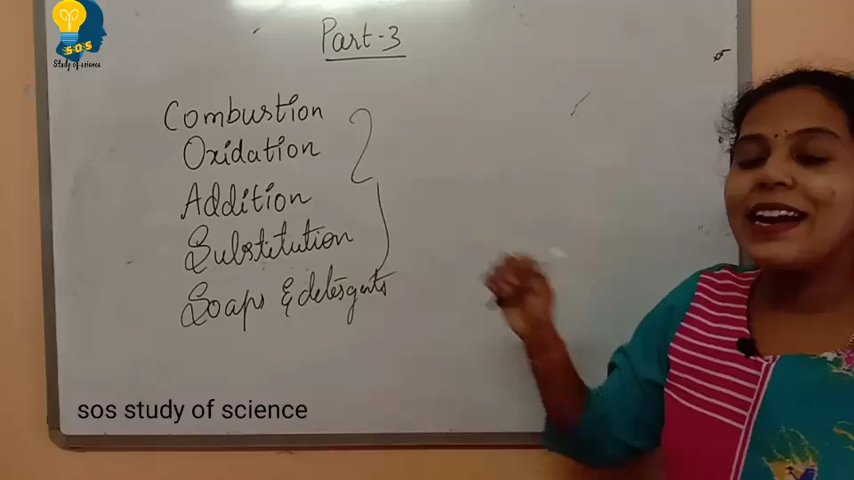 SOS
Study of science
Part-3
Combustion
Oxidation
Addition
Substitution
Soaps & detergents
sos study of science